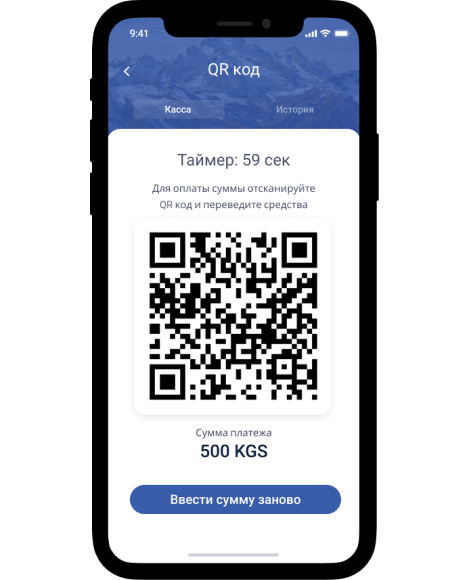 9:41
QR код
Касса
История
Таймер: 59 сек
Для оплаты суммы отсканируйте
QR код и переведите средства
Сумма платежа
500 KGS
Ввести сумму заново